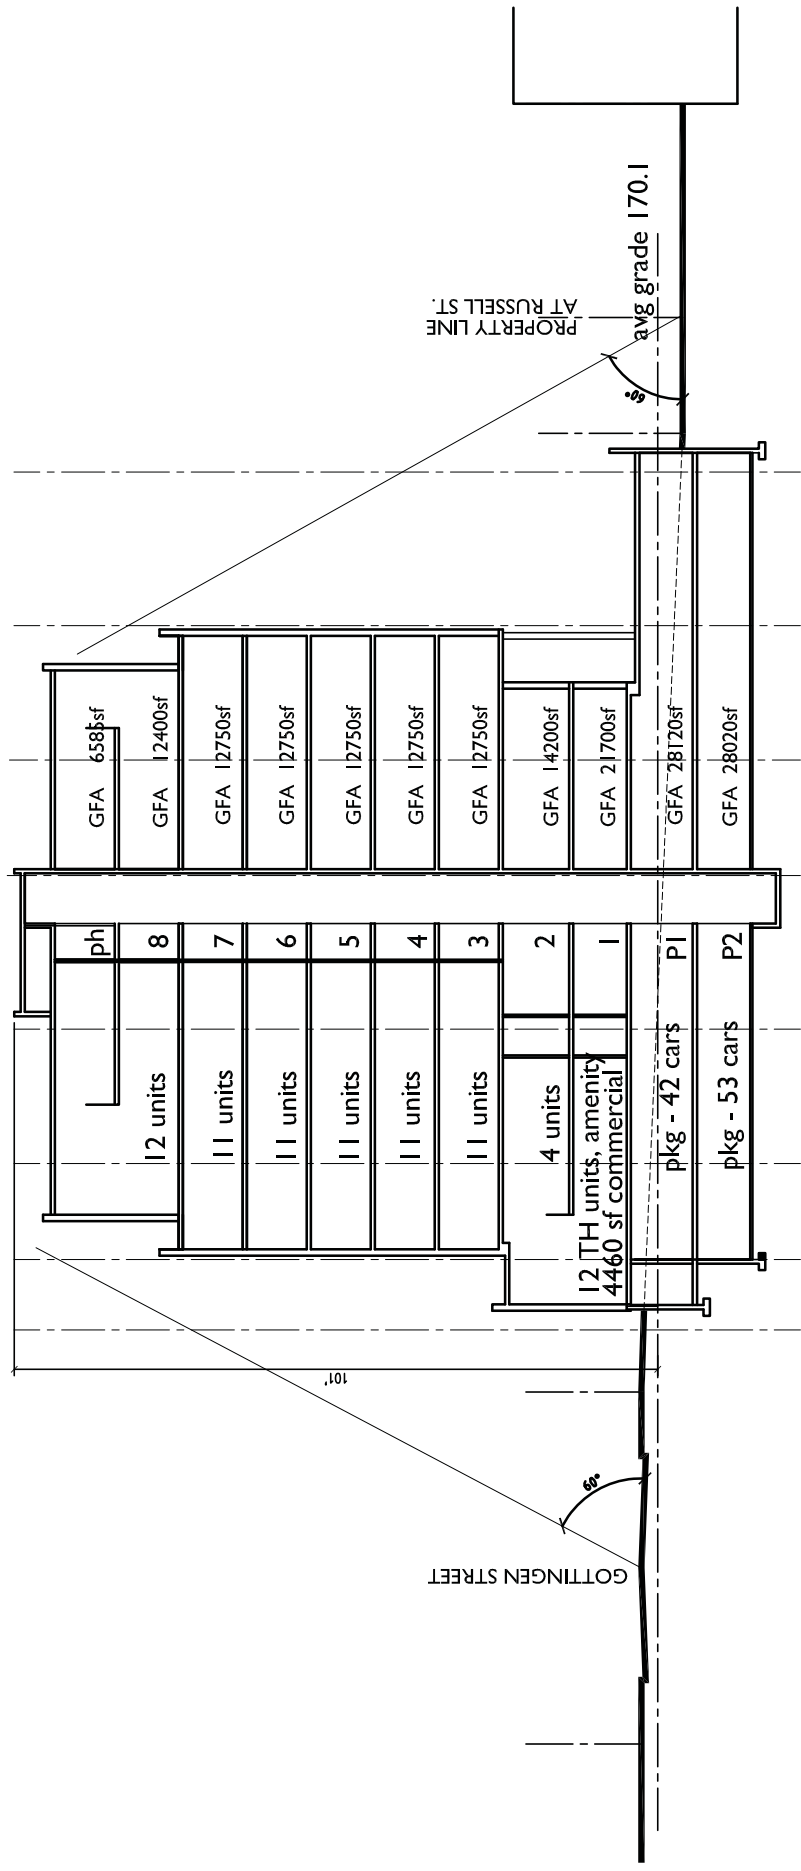 PROPERTY LINE
AT RUSSELL ST.
avg grade 170.1
60°
GFA 6585sf
GFA 12400sf
GFA 12750sf
GFA 12750sf
GFA 12750sf
GFA 12750sf
GFA 12750sf
GFA 14200sf
GFA 21700sf
GFA 28120sf
GFA 28020sf
ph
8
7
6
5
4
3
2
1
P1
P2
12 units
11 units
11 units
11 units
11 units
11 units
4 units
12 TH units, amenity
4460 sf commercial
pkg - 42 cars
pkg - 53 cars
101'
60°
GOTTINGEN STREET